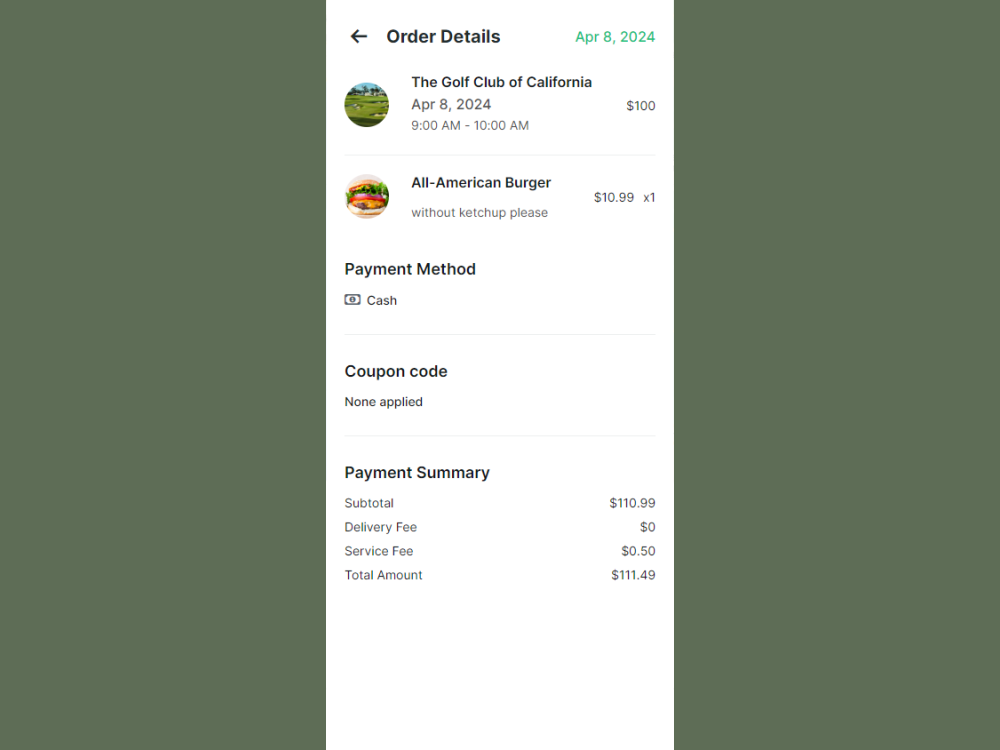 Order Details Apr 8, 2024
The Golf Club of California
Apr 8, 2024 $100
9:00 AM - 10:00 AM
All-American Burger
$10.99 x1
without ketchup please
Payment Method
Cash
Coupon code
None applied
Payment Summary
Subtotal $110.99
Delivery Fee $0
Service Fee $0.50
Total Amount $111.49